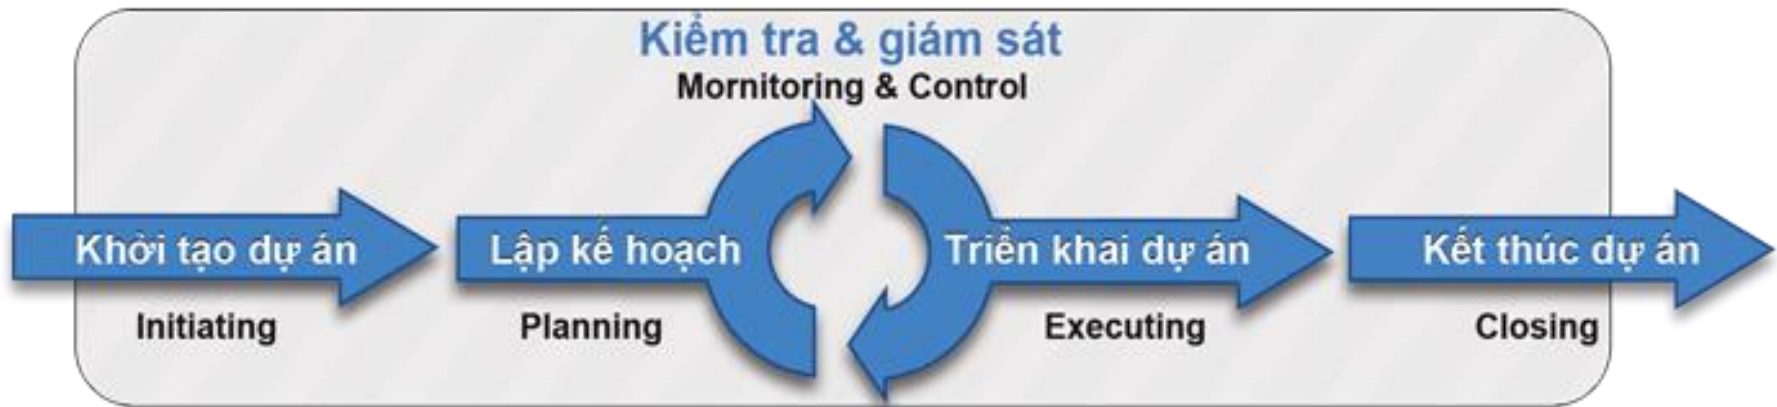 Kiểm tra & giám sát
Mornitoring & Control
Khởi tạo dự án
Lập kế hoạch
Triển khai dự án
Kết thúc dự án
Initiating
Planning
Executing
Closing